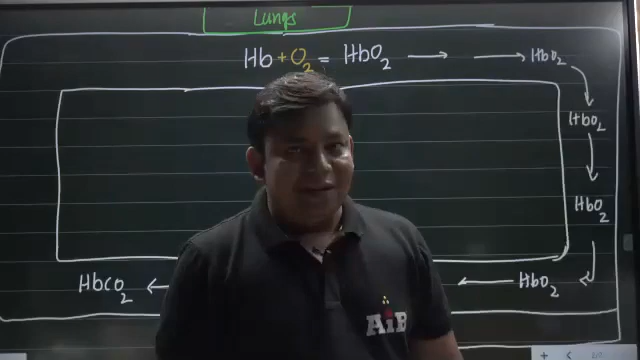 Lungs
Hb + O2 = HbO2 → → HbO2
HbO2
HbO2
HbCO2 ← ← HbO2
AiB